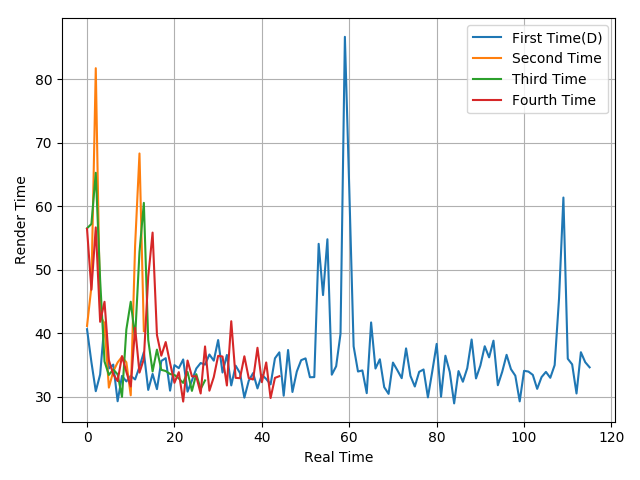 First Time(D)
Second Time
Third Time
Fourth Time
80
70
60
50
40
30
Render Time
0 20 40 60 80 100 120
Real Time